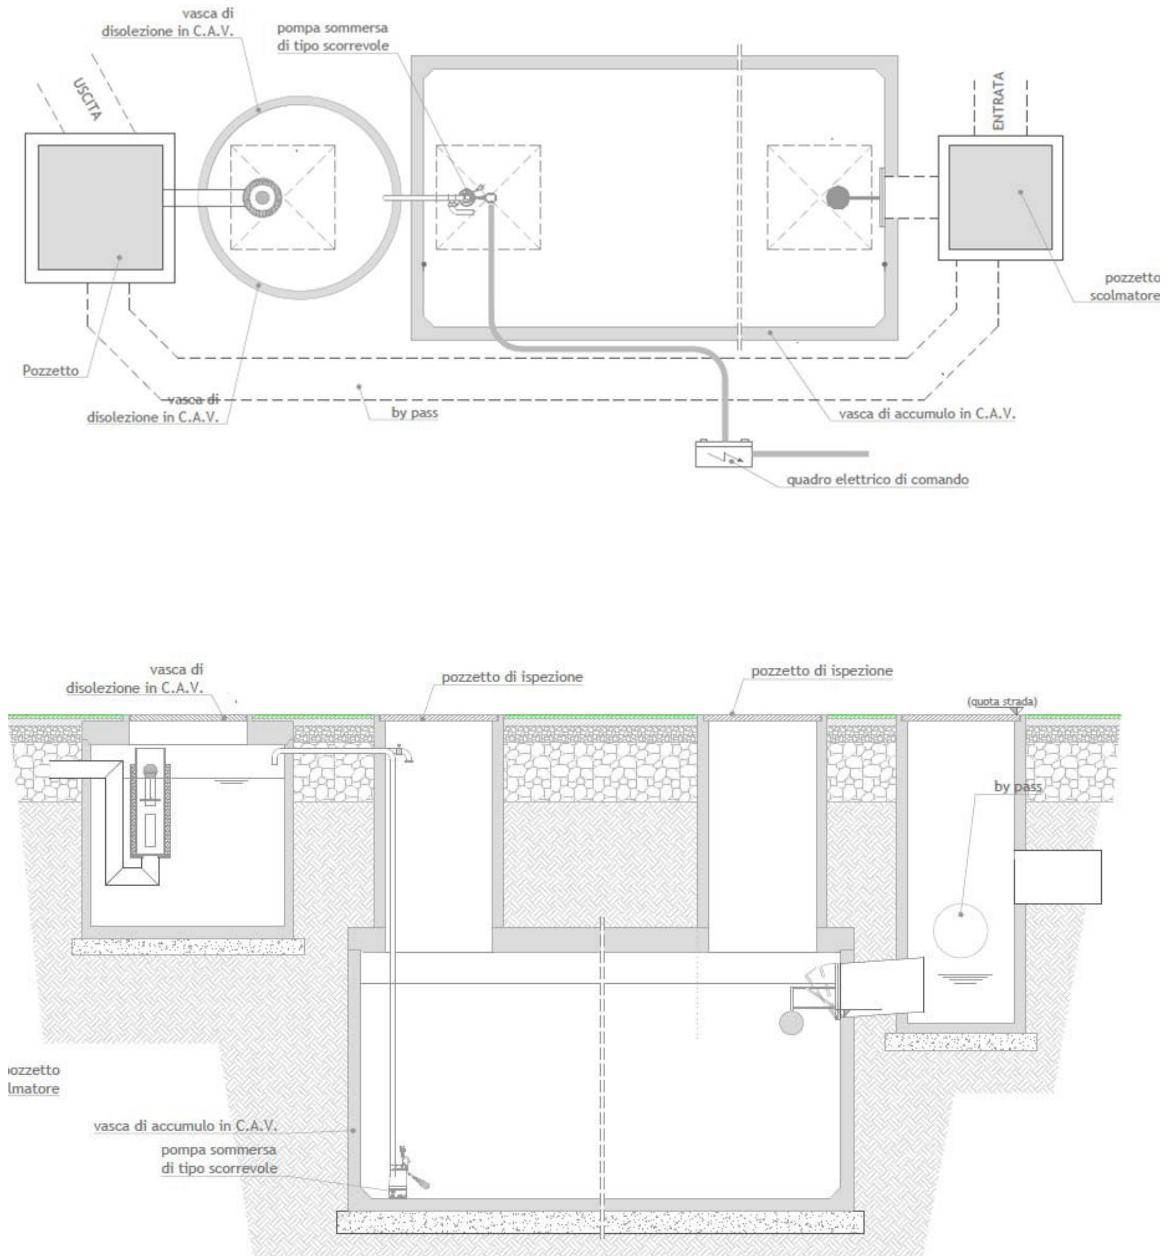 vasca di
disolezione in C.A.V.
pompa sommersa
di tipo scorrevole
USCITA
ENTRATA
pozzetto
scolmatore
Pozzetto
vasca di
disolezione in C.A.V.
by pass
vasca di accumulo in C.A.V.
quadro elettrico di comando
vasca di
disolezione in C.A.V.
pozzetto di ispezione
pozzetto di ispezione
(quota strada)
by pass
pozzetto
lmatore
vasca di accumulo in C.A.V.
pompa sommersa
di tipo scorrevole